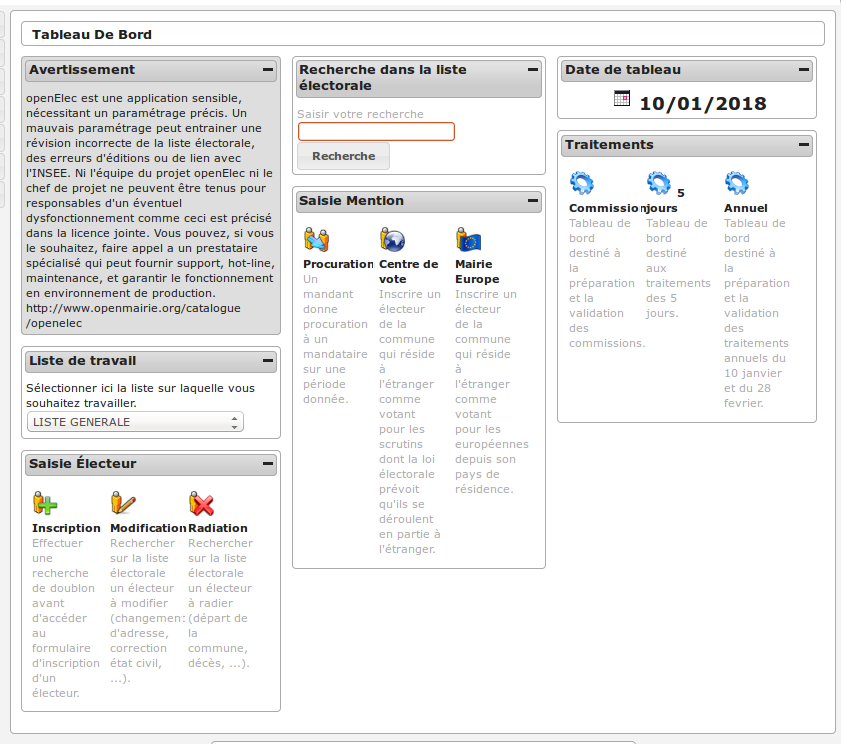 Tableau De Bord
Avertissement
openElec est une application sensible,
nécessitant un paramétrage précis. Un
mauvais paramétrage peut entrainer une
révision incorrecte de la liste électorale,
des erreurs d'éditions ou de lien avec
l'INSEE. Ni l'équipe du projet openElec ni le
chef de projet ne peuvent être tenus pour
responsables d'un éventuel
dysfonctionnement comme ceci est précisé
dans la licence jointe. Vous pouvez, si vous
le souhaitez, faire appel a un prestataire
spécialisé qui peut fournir support, hot-line,
maintenance, et garantir le fonctionnement
en environnement de production.
http://www.openmairie.org/catalogue
/openelec
Liste de travail
Sélectionner ici la liste sur laquelle vous
souhaitez travailler.
LISTE GENERALE
Saisie Électeur
Inscription
Effectuer
une
recherche
de doublon
avant
d'accéder
au
formulaire
d'inscription
d'un
électeur.
Modification
Rechercher
sur la liste
électorale
un électeur
à modifier
(changement
d'adresse,
correction
état civil,
...).
Radiation
Rechercher
sur la liste
électorale
un électeur
à radier
(départ de
la
commune,
décès, ...).
Recherche dans la liste
électorale
Saisir votre recherche
Recherche
Saisie Mention
Procuration
Un
mandant
donne
procuration
à un
mandataire
sur une
période
donnée.
Centre de
vote
Inscrire un
électeur
de la
commune
qui réside
à
l'étranger
comme
votant
pour les
scrutins
dont la loi
électorale
prévoit
qu'ils se
déroulent
en partie à
l'étranger.
Mairie
Europe
Inscrire un
électeur
de la
commune
qui réside
à
l'étranger
comme
votant
pour les
européennes
depuis son
pays de
résidence.
Date de tableau
10/01/2018
Traitements
Commission
Tableau de
bord
destiné à
la
préparation
et la
validation
des
commissions.
5
jours
Tableau de
bord
destiné
aux
traitements
des 5
jours.
Annuel
Tableau de
bord
destiné à
la
préparation
et la
validation
des
traitements
annuels du
10 janvier
et du 28
fevrier.